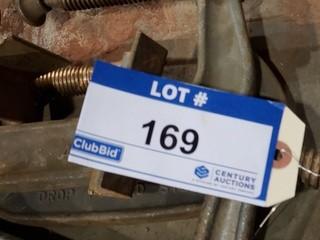 LOT #
169
ClubBid
CENTURY
AUCTIONS
DROP